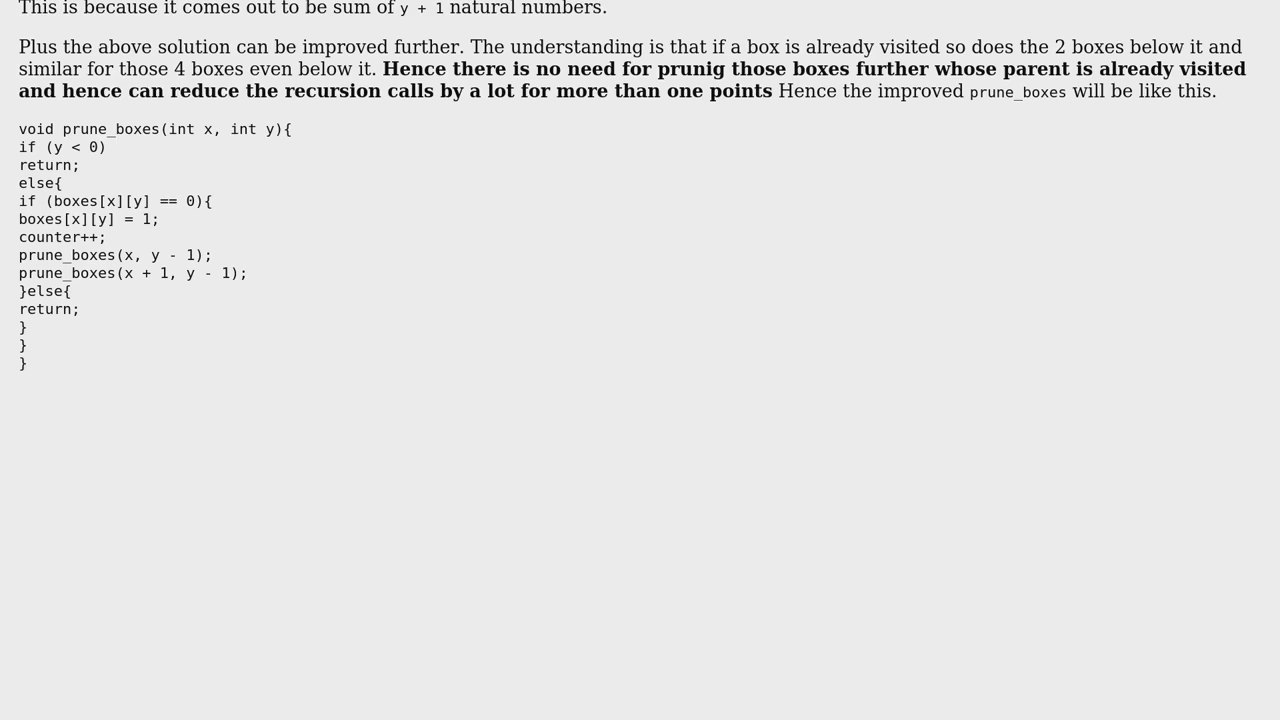 This is because it comes out to be sum of y + 1 natural numbers.
Plus the above solution can be improved further. The understanding is that if a box is already visited so does the 2 boxes below it and
similar for those 4 boxes even below it. Hence there is no need for prunig those boxes further whose parent is already visited
and hence can reduce the recursion calls by a lot for more than one points Hence the improved prune_boxes will be like this.
void prune_boxes(int x, int y){
if (y < 0)
return;
else{
if (boxes[x][y] == 0){
boxes[x][y] = 1;
counter++;
prune_boxes(x, y - 1);
prune_boxes(x + 1, y - 1);
}else{
return;
}
}
}